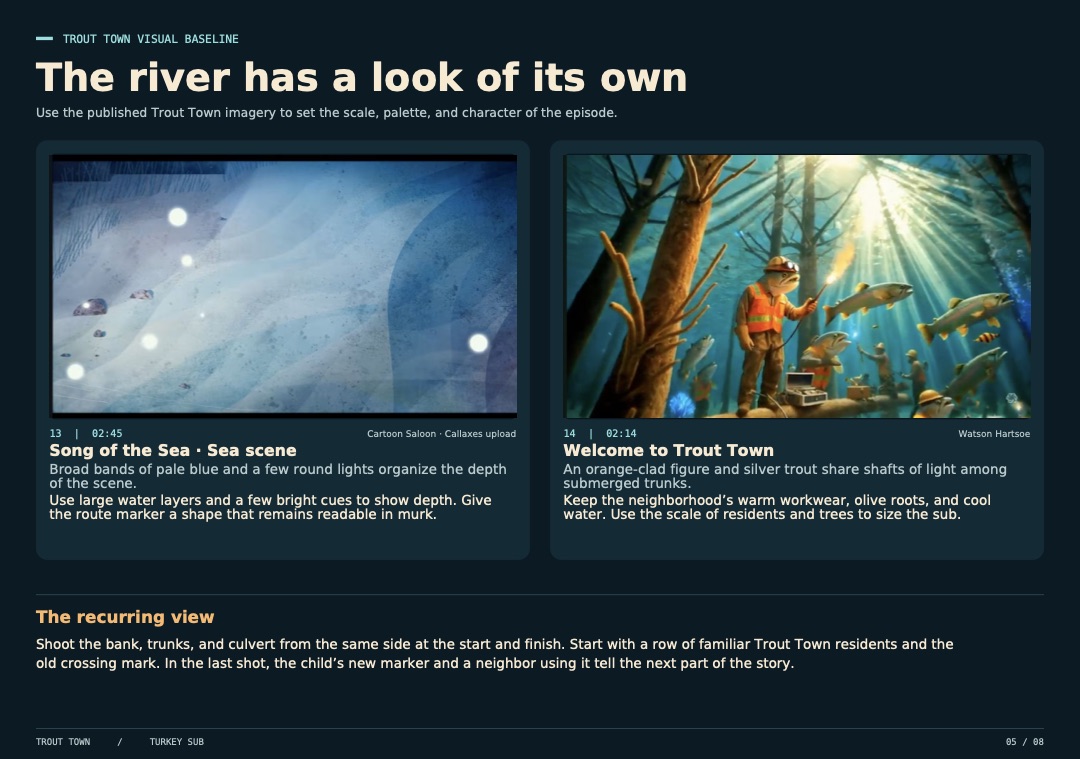 TROUT TOWN VISUAL BASELINE
The river has a look of its own
Use the published Trout Town imagery to set the scale, palette, and character of the episode.
13 | 02:45
Cartoon Saloon · Callaxes upload
Song of the Sea · Sea scene
Broad bands of pale blue and a few round lights organize the depth
of the scene.
Use large water layers and a few bright cues to show depth. Give
the route marker a shape that remains readable in murk.
14 | 02:14
Watson Hartsoe
Welcome to Trout Town
An orange-clad figure and silver trout share shafts of light among
submerged trunks.
Keep the neighborhood’s warm workwear, olive roots, and cool
water. Use the scale of residents and trees to size the sub.
The recurring view
Shoot the bank, trunks, and culvert from the same side at the start and finish. Start with a row of familiar Trout Town residents and the
old crossing mark. In the last shot, the child’s new marker and a neighbor using it tell the next part of the story.
TROUT TOWN / TURKEY SUB
05 / 08